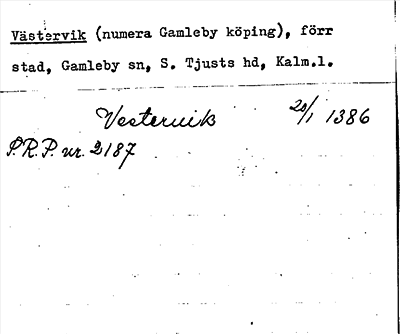 Västervik (numera Gamleby köping), förr
stad, Gamleby sn, S. Tjusts hd, Kalm.l.
Vestervik 20/1 1386
P.R.P. nr. 2187